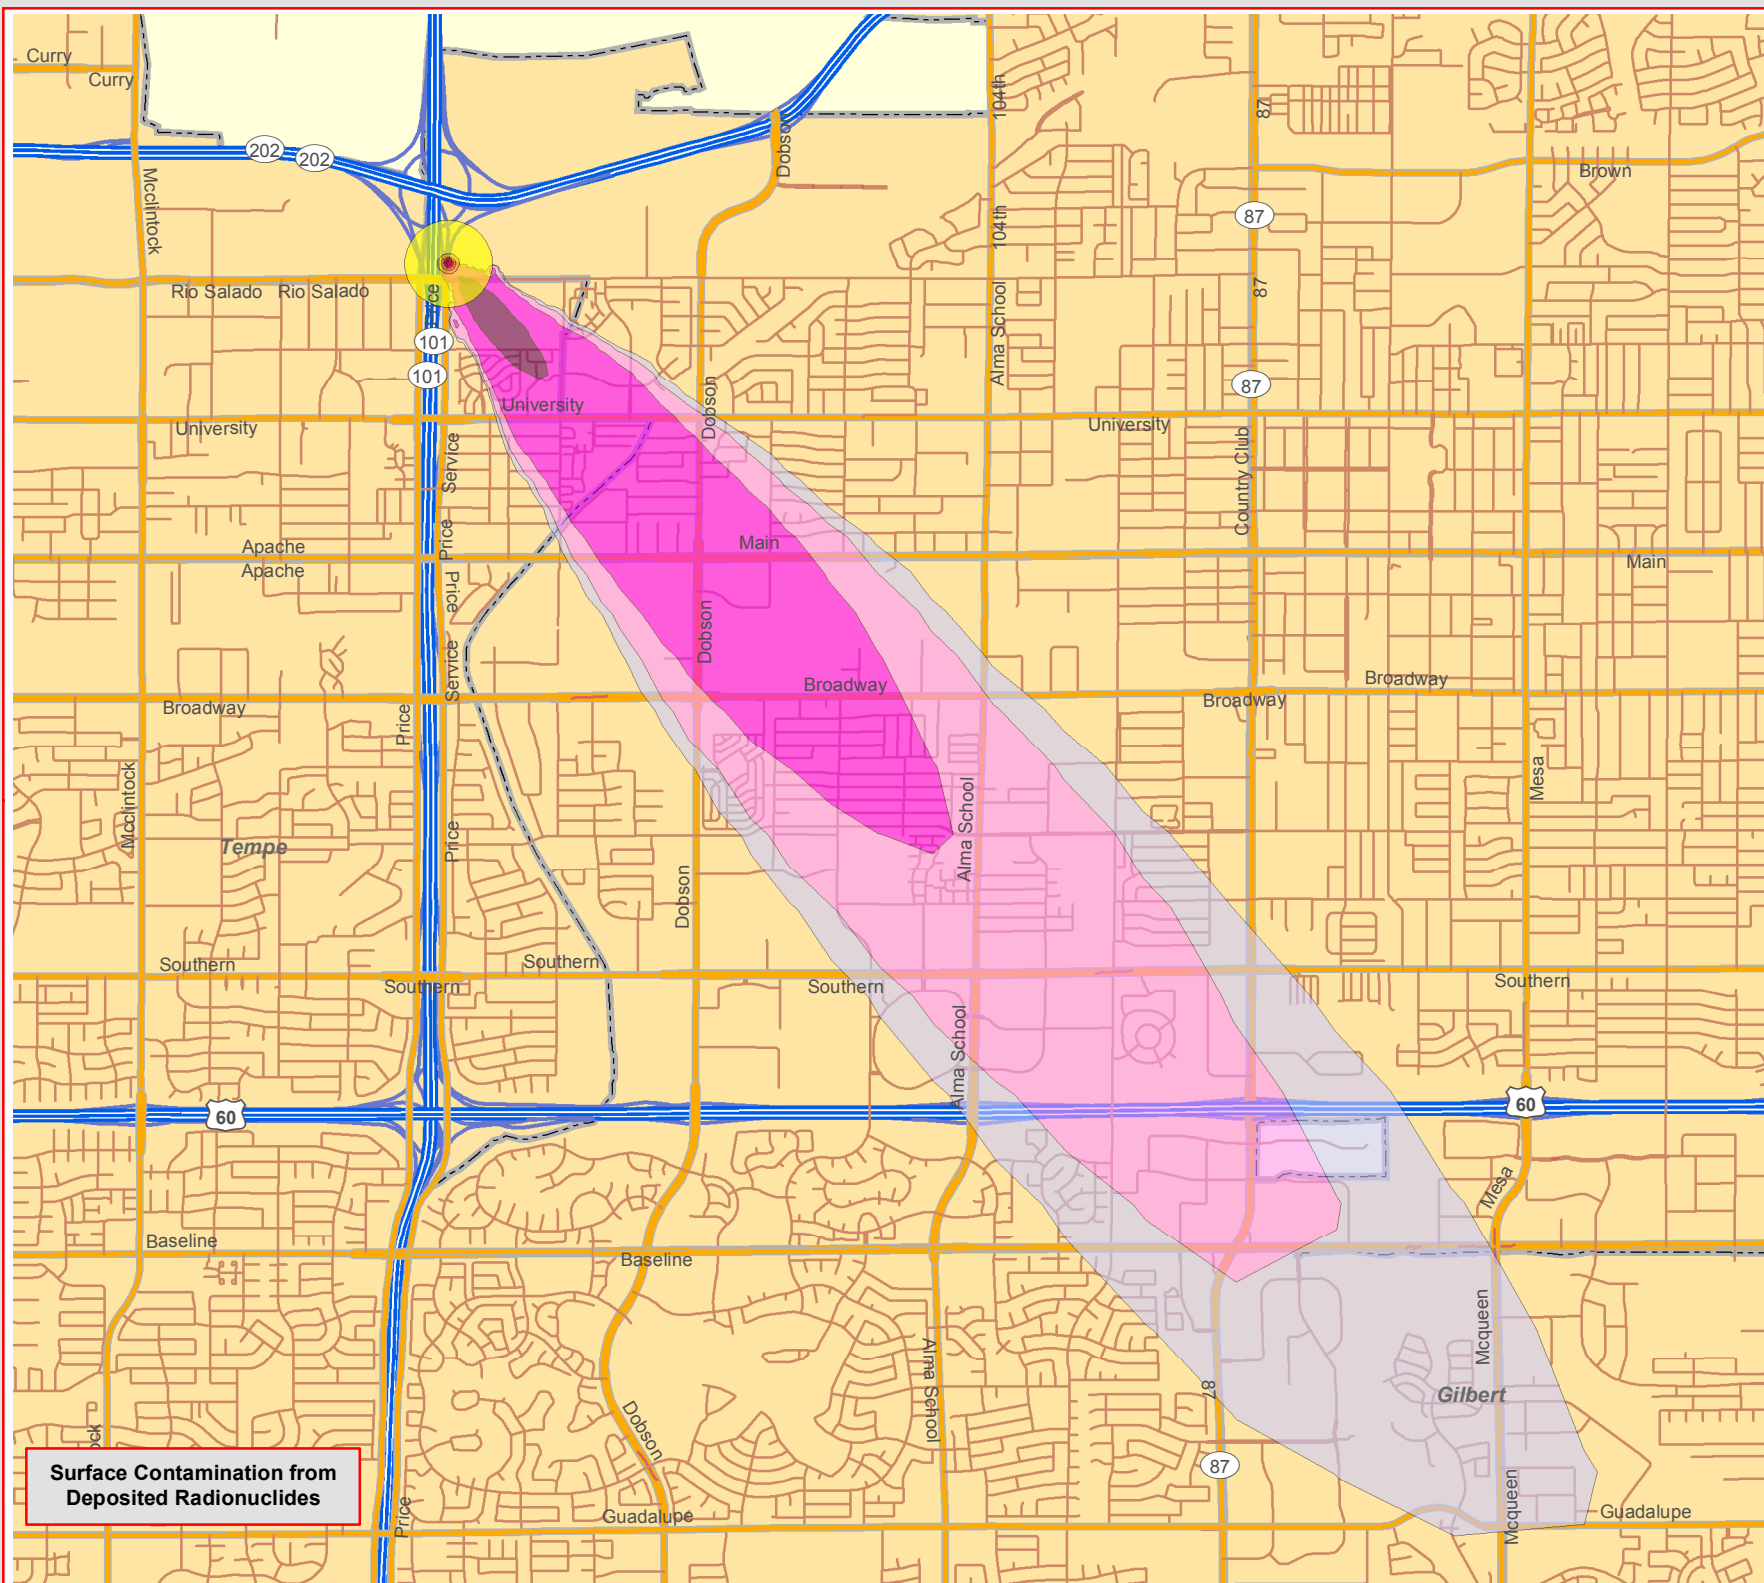 Curry
Curry
104th
87
202
202
Dobson
Brown
Mcclintock
87
104th
Rio Salado
Rio Salado
Price
87
Alma School
101
101
87
University
University
Dobson
University
Service
Country Club
Price
Main
Apache
Apache
Main
Price
Dobson
Service
Broadway
Broadway
Broadway
Broadway
Price
Mcclintock
Mesa
Tempe
Price
Alma School
Dobson
Southern
Southern
Southern
Southern
Southern
Alma School
60
60
Mesa
Baseline
Baseline
Mcqueen
Alma School
87
Gilbert
Dobson
ock
87
Surface Contamination from
Deposited Radionuclides
Price
Guadalupe
Mcqueen
Guadalupe